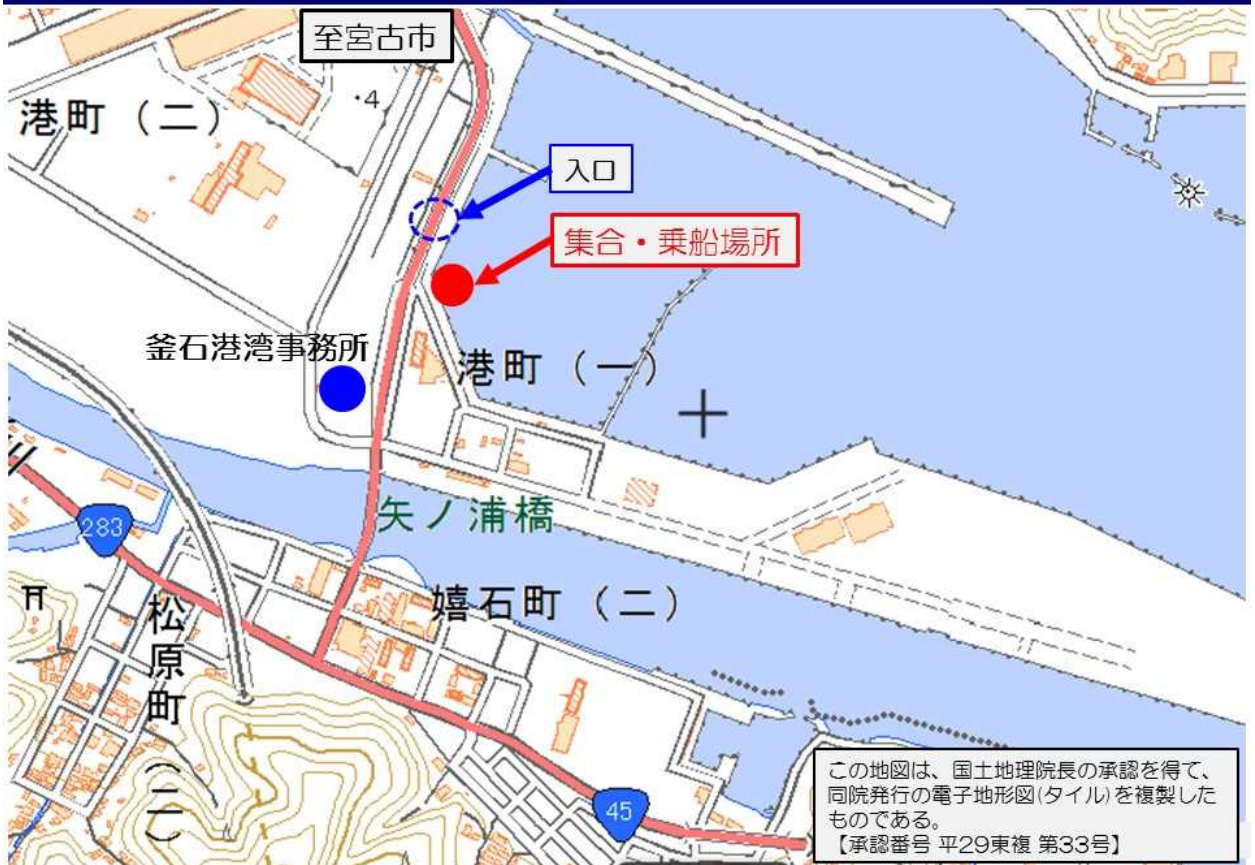 至宮古市
・4
港町（二）
入口
集合・乗船場所
釜石港湾事務所
港町（一）
矢ノ浦橋
283
嬉石町（二）
松原町（二）
45
この地図は、国土地理院長の承認を得て、
同院発行の電子地形図(タイル)を複製した
ものである。
【承認番号 平29東複 第33号】